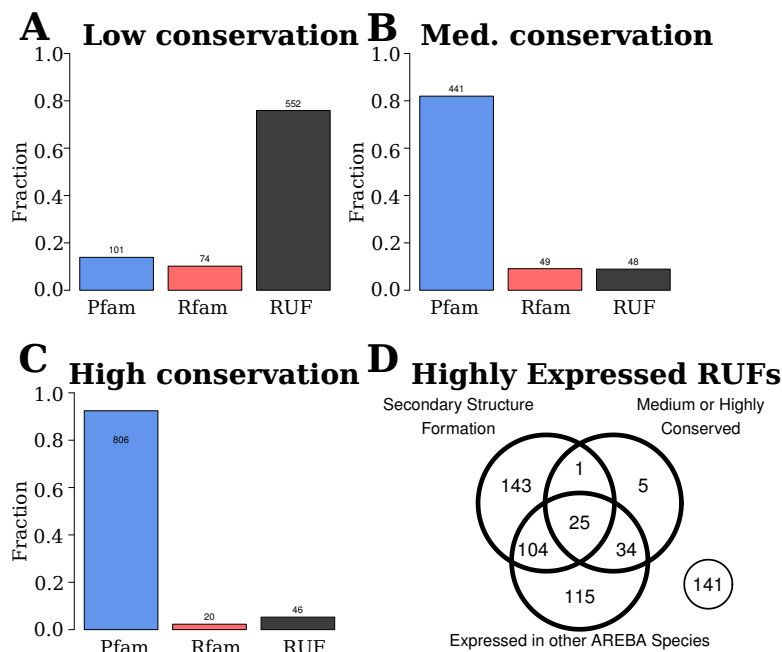 A Low conservation
1.0
0.8
0.6
0.4
0.2
0.0
Fraction
101
74
552
Pfam Rfam RUF
B Med. conservation
1.0
0.8
0.6
0.4
0.2
0.0
Fraction
441
49
48
Pfam Rfam RUF
C High conservation
1.0
0.8
0.6
0.4
0.2
0.0
Fraction
806
20
46
Pfam Rfam RUF
D Highly Expressed RUFs
Secondary Structure
Formation
Medium or Highly
Conserved
143
1
5
25
104
34
115
141
Expressed in other AREBA Species